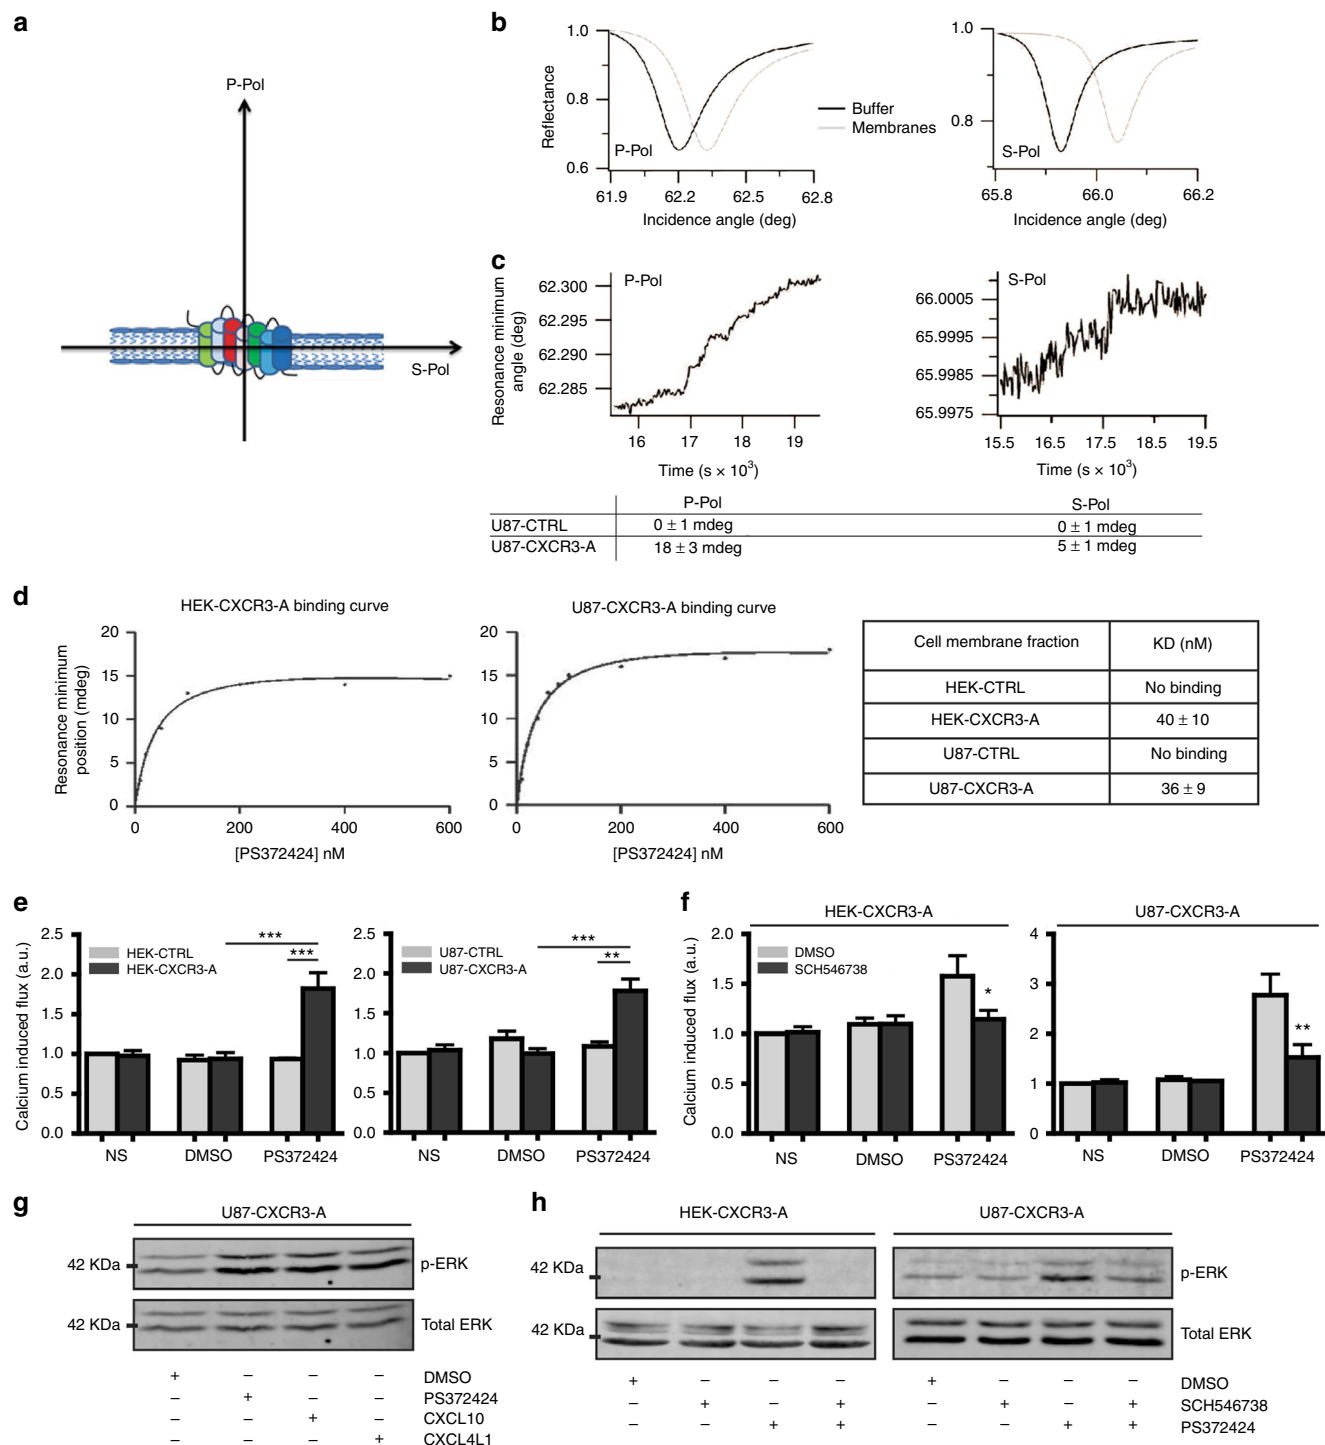 a
P-Pol
S-Pol
b
1.0
0.8
0.6
Reflectance
P-Pol
61.9 62.2 62.5 62.8
Incidence angle (deg)
Buffer
Membranes
1.0
0.8
S-Pol
65.8 66.0 66.2
Incidence angle (deg)
c
Resonance minimum
angle (deg)
62.300
62.295
62.290
62.285
P-Pol
16 17 18 19
Time (s × 10³)
66.0005
65.9995
65.9985
65.9975
S-Pol
15.5 16.5 17.5 18.5 19.5
Time (s × 10³)
P-Pol S-Pol
U87-CTRL 0 ± 1 mdeg 0 ± 1 mdeg
U87-CXCR3-A 18 ± 3 mdeg 5 ± 1 mdeg
d
HEK-CXCR3-A binding curve
Resonance minimum
position (mdeg)
20
15
10
5
0
0 200 400 600
[PS372424] nM
U87-CXCR3-A binding curve
20
15
10
5
0
0 200 400 600
[PS372424] nM
Cell membrane fraction KD (nM)
HEK-CTRL No binding
HEK-CXCR3-A 40 ± 10
U87-CTRL No binding
U87-CXCR3-A 36 ± 9
e
Calcium induced flux (a.u.)
2.5
2.0
1.5
1.0
0.5
0.0
HEK-CTRL
HEK-CXCR3-A
***
***
NS DMSO PS372424
2.5
2.0
1.5
1.0
0.5
0.0
U87-CTRL
U87-CXCR3-A
***
**
NS DMSO PS372424
f
HEK-CXCR3-A
Calcium induced flux (a.u.)
2.0
1.5
1.0
0.5
0.0
DMSO
SCH546738
*
NS DMSO PS372424
U87-CXCR3-A
4
3
2
1
0
**
NS DMSO PS372424
g
U87-CXCR3-A
42 KDa p-ERK
42 KDa Total ERK
+ – – – DMSO
– + – – PS372424
– – + – CXCL10
– – – + CXCL4L1
h
HEK-CXCR3-A U87-CXCR3-A
42 KDa p-ERK
42 KDa Total ERK
+ – – – + – – – DMSO
– + – + – + – + SCH546738
– – + + – – + + PS372424